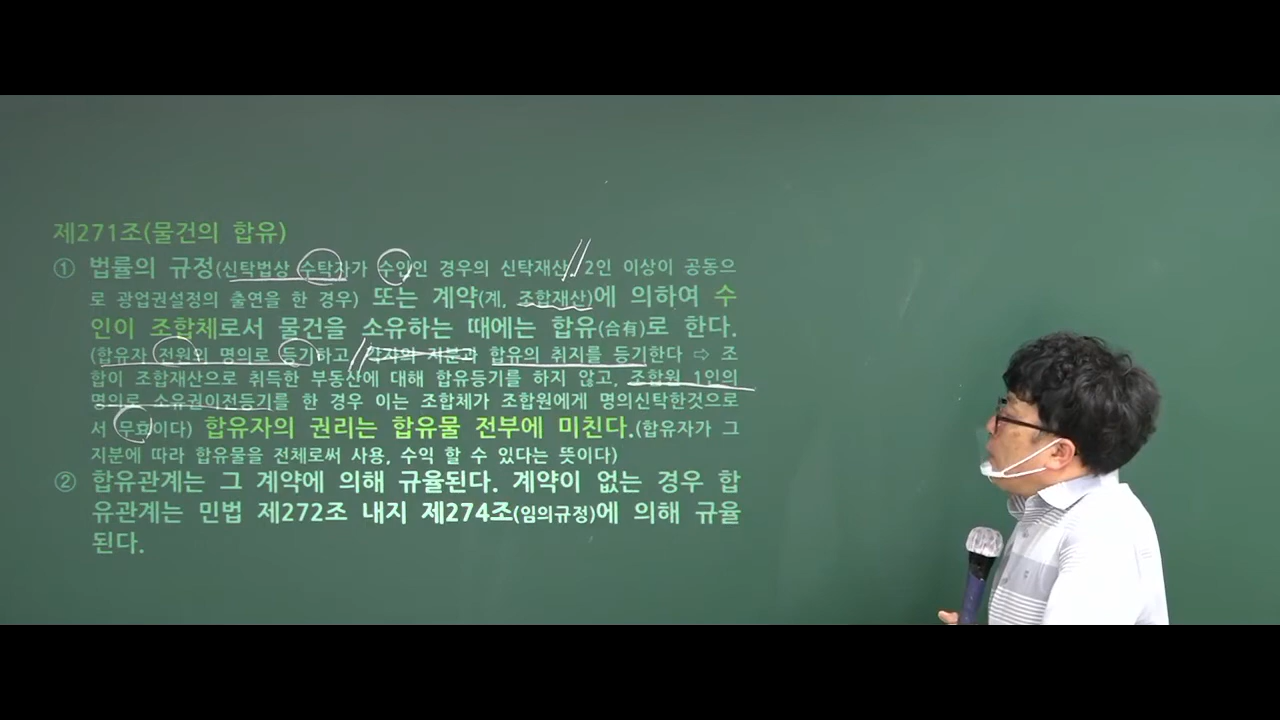 제271조(물건의 합유)
① 법률의 규정(신탁법상 수탁자가 수인인 경우의 신탁재산, 2인 이상이 공동으
로 광업권설정의 출연을 한 경우) 또는 계약(계, 조합재산)에 의하여 수
인이 조합체로서 물건을 소유하는 때에는 합유(合有)로 한다.
(합유자 전원의 명의로 등기하고, 각자의 지분과 합유의 취지를 등기한다 ⇨ 조
합이 조합재산으로 취득한 부동산에 대해 합유등기를 하지 않고, 조합원 1인의
명의로 소유권이전등기를 한 경우 이는 조합체가 조합원에게 명의신탁한것으로
서 무효이다) 합유자의 권리는 합유물 전부에 미친다.(합유자가 그
지분에 따라 합유물을 전체로써 사용, 수익 할 수 있다는 뜻이다)
② 합유관계는 그 계약에 의해 규율된다. 계약이 없는 경우 합
유관계는 민법 제272조 내지 제274조(임의규정)에 의해 규율
된다.